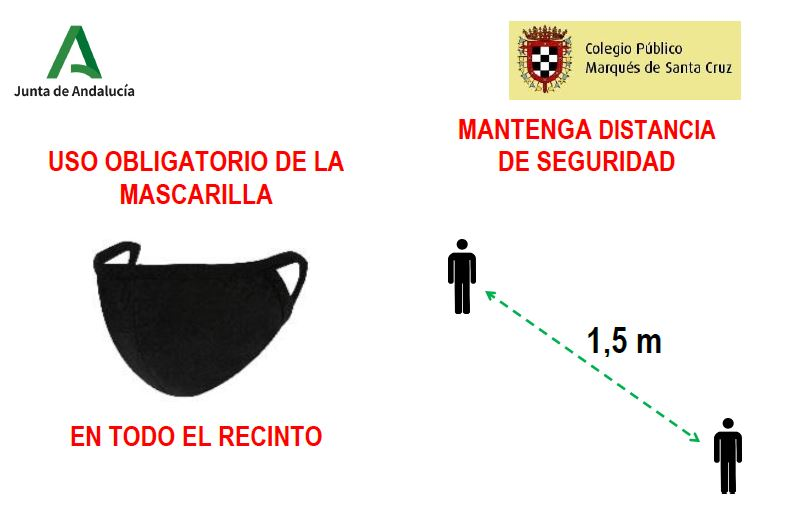 Junta de Andalucía
Colegio Público
Marqués de Santa Cruz
USO OBLIGATORIO DE LA
MASCARILLA
EN TODO EL RECINTO
MANTENGA DISTANCIA
DE SEGURIDAD
1,5 m